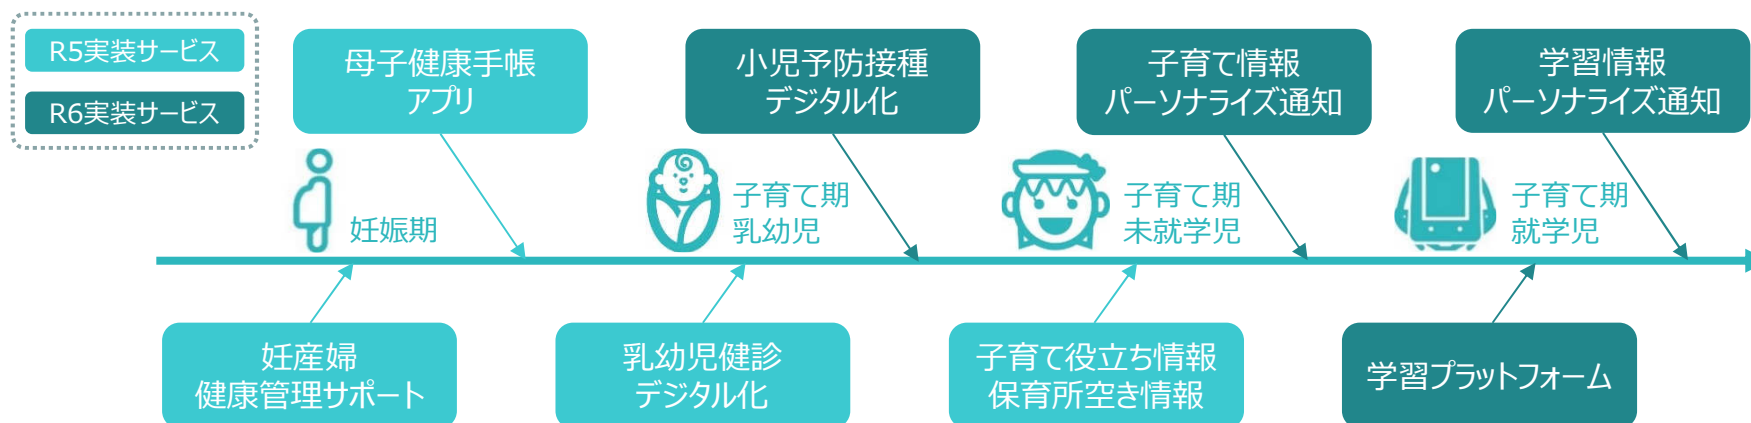 R5実装サービス
R6実装サービス
母子健康手帳
アプリ
小児予防接種
デジタル化
子育て情報
パーソナライズ通知
学習情報
パーソナライズ通知
妊娠期
子育て期
乳幼児
子育て期
未就学児
子育て期
就学児
妊産婦
健康管理サポート
乳幼児健診
デジタル化
子育て役立ち情報
保育所空き情報
学習プラットフォーム